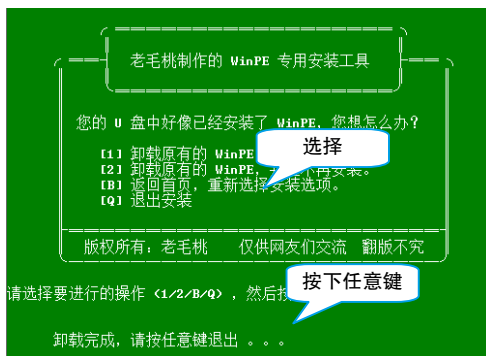 老毛桃制作的 WinPE 专用安装工具
您的 U 盘中好像已经安装了 WinPE, 您想怎么办?
[1] 卸载原有的 WinPE
选择
[2] 卸载原有的 WinPE, 不再安装。
[B] 返回首页, 重新选择安装选项。
[Q] 退出安装
版权所有: 老毛桃 仅供网友们交流 翻版不究
请选择要进行的操作 (1/2/B/Q) , 然后按
按下任意键
卸载完成, 请按任意键退出 。。。